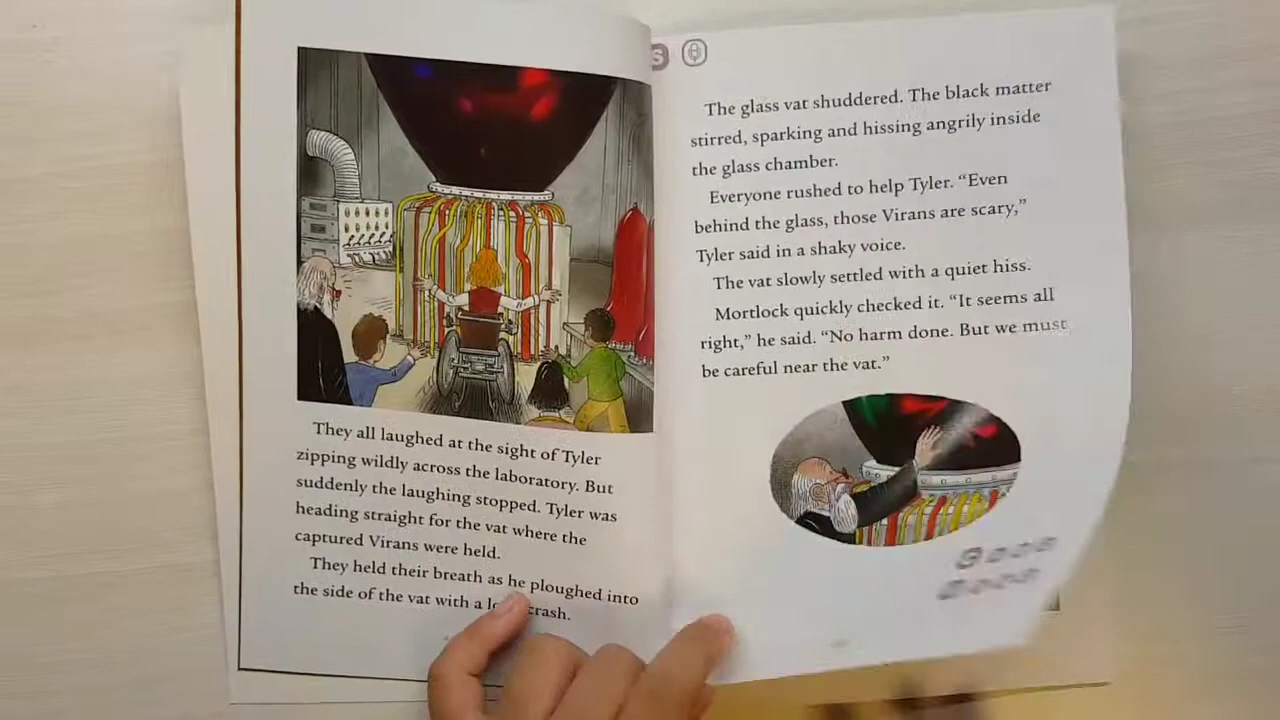 They all laughed at the sight of Tyler
zipping wildly across the laboratory. But
suddenly the laughing stopped. Tyler was
heading straight for the vat where the
captured Virans were held.
They held their breath as he ploughed into
the side of the vat with a crash.
S
The glass vat shuddered. The black matter
stirred, sparking and hissing angrily inside
the glass chamber.
Everyone rushed to help Tyler. “Even
behind the glass, those Virans are scary,”
Tyler said in a shaky voice.
The vat slowly settled with a quiet hiss.
Mortlock quickly checked it. “It seems all
right,” he said. “No harm done. But we must
be careful near the vat.”